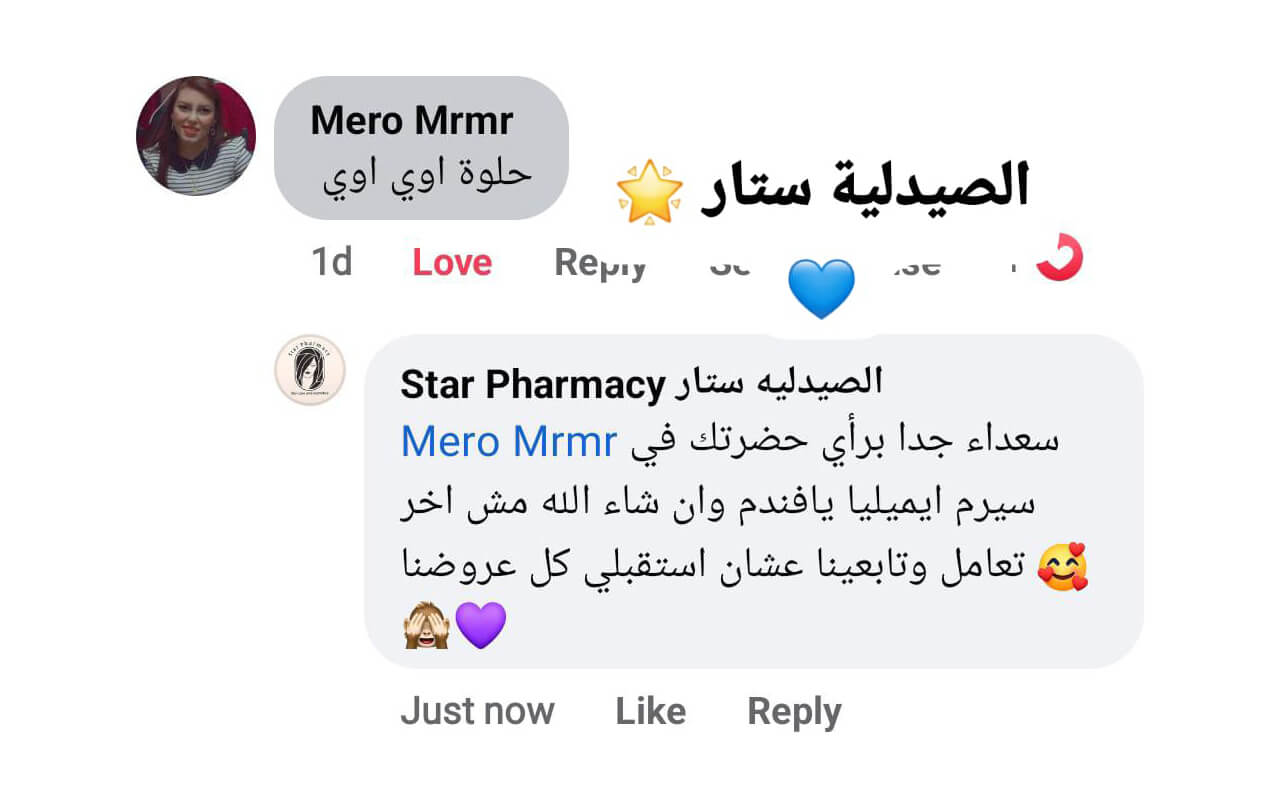 Mero Mrmr
حلوة اوي اوي
الصيدلية ستار 🌟
1d Love Reply
💙
Star Pharmacy الصيدليه ستار
Mero Mrmr سعداء جدا برأي حضرتك في
سيرم ايميليا يافندم وان شاء الله مش اخر
تعامل وتابعينا عشان استقبلي كل عروضنا 🥰
🙈💜
Just now Like Reply